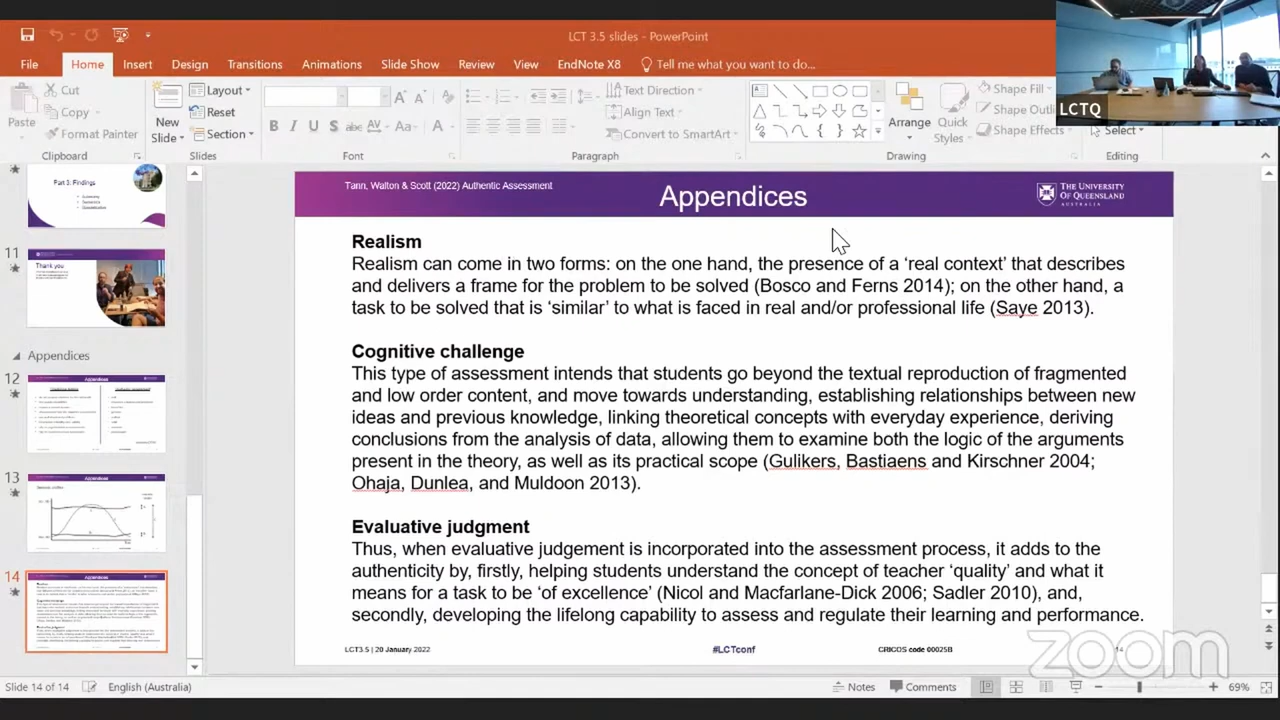 LCT 3.5 slides - PowerPoint
File
Home
Insert
Design
Transitions
Animations
Slide Show
Review
View
EndNote X8
Tell me what you want to do...
LCTQ
Paste
Cut
Copy
Format Painter
Clipboard
New
Slide
Layout
Reset
Section
Slides
Font
Text Direction
Align Text
Convert to SmartArt
Paragraph
Arrange
Quick
Styles
Shape Fill
Shape Outli
Shape Effects
Drawing
Select
Editing
Part 3: Findings
11
Thank you
Appendices
12
Appendices
13
Appendices
14
Appendices
Tann, Walton & Scott (2022) Authentic Assessment
Appendices
THE UNIVERSITY
OF QUEENSLAND
AUSTRALIA
Realism
Realism can come in two forms: on the one hand, the presence of a ‘real context’ that describes
and delivers a frame for the problem to be solved (Bosco and Ferns 2014); on the other hand, a
task to be solved that is ‘similar’ to what is faced in real and/or professional life (Saye 2013).
Cognitive challenge
This type of assessment intends that students go beyond the textual reproduction of fragmented
and low order content, and move towards understanding, establishing relationships between new
ideas and previous knowledge, linking theoretical concepts with everyday experience, deriving
conclusions from the analysis of data, allowing them to examine both the logic of the arguments
present in the theory, as well as its practical scope (Gulikers, Bastiaens and Kirschner 2004;
Ohaja, Dunlea, and Muldoon 2013).
Evaluative judgment
Thus, when evaluative judgement is incorporated into the assessment process, it adds to the
authenticity by, firstly, helping students understand the concept of teacher ‘quality’ and what it
means for a task to be ‘of excellence’ (Nicol and Macfarlane-Dick 2006; Sadler 2010), and,
secondly, developing the lifelong capability to assess and regulate their learning and performance.
LCT3.5 | 20 January 2022
#LCTconf
CRICOS code 00025B
14
zoom
Slide 14 of 14
English (Australia)
Notes
Comments
69%